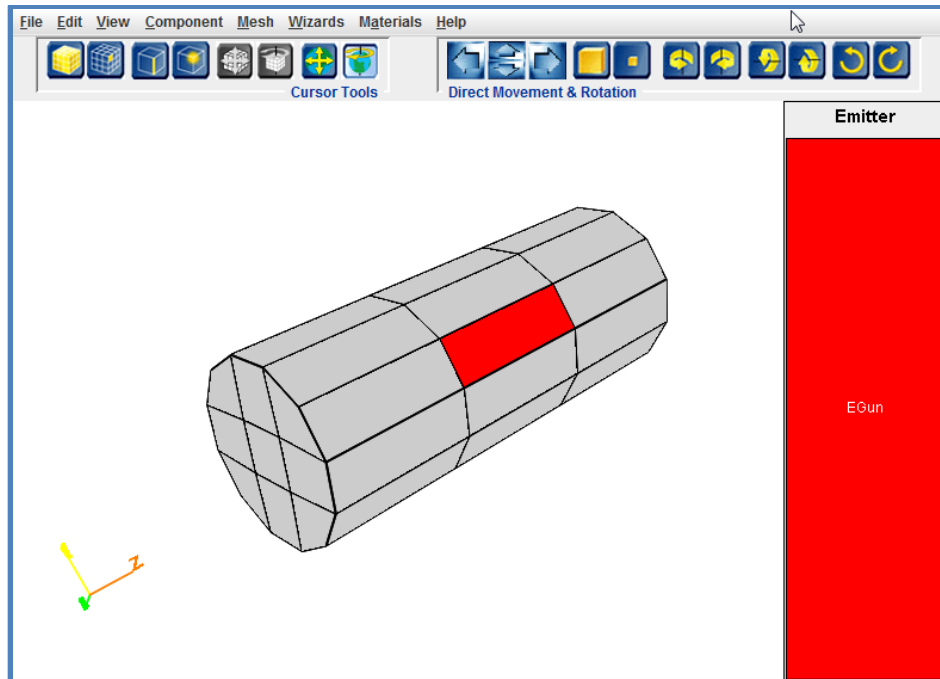 File Edit View Component Mesh Wizards Materials Help
Cursor Tools
Direct Movement & Rotation
Emitter
EGun
Z